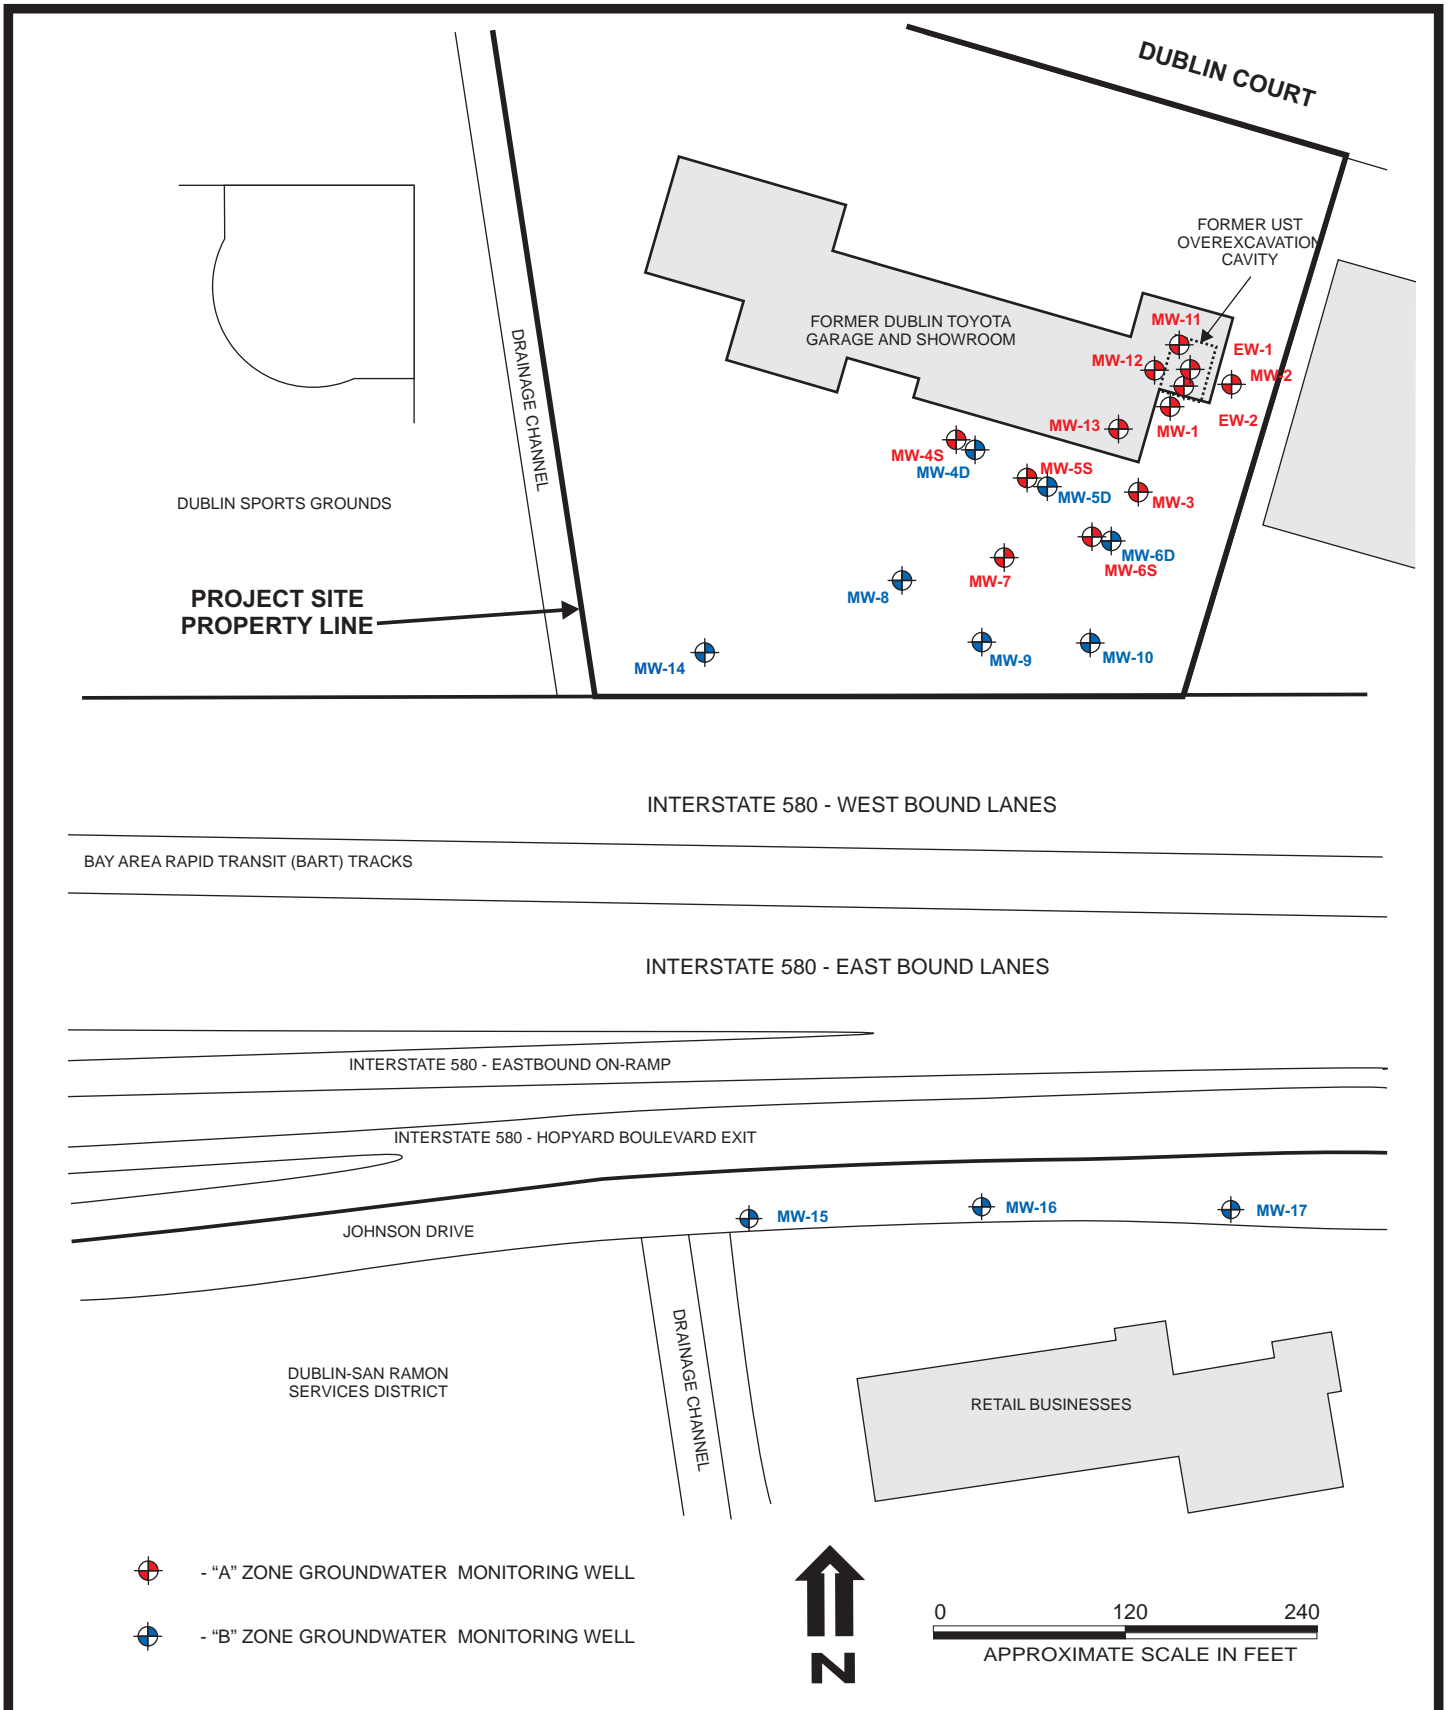 DUBLIN COURT
FORMER UST
OVEREXCAVATION
CAVITY
MW-11
FORMER DUBLIN TOYOTA
GARAGE AND SHOWROOM
EW-1
MW-12
MW-2
DRAINAGE CHANNEL
EW-2
MW-13
MW-1
MW-4S
MW-4D
MW-5S
MW-5D
MW-3
DUBLIN SPORTS GROUNDS
MW-6D
MW-6S
MW-7
MW-8
PROJECT SITE
PROPERTY LINE
MW-14
MW-9
MW-10
INTERSTATE 580 - WEST BOUND LANES
BAY AREA RAPID TRANSIT (BART) TRACKS
INTERSTATE 580 - EAST BOUND LANES
INTERSTATE 580 - EASTBOUND ON-RAMP
INTERSTATE 580 - HOPYARD BOULEVARD EXIT
MW-15
MW-16
MW-17
JOHNSON DRIVE
DRAINAGE CHANNEL
DUBLIN-SAN RAMON
SERVICES DISTRICT
RETAIL BUSINESSES
- “A” ZONE GROUNDWATER MONITORING WELL
- “B” ZONE GROUNDWATER MONITORING WELL
N
0 120 240
APPROXIMATE SCALE IN FEET